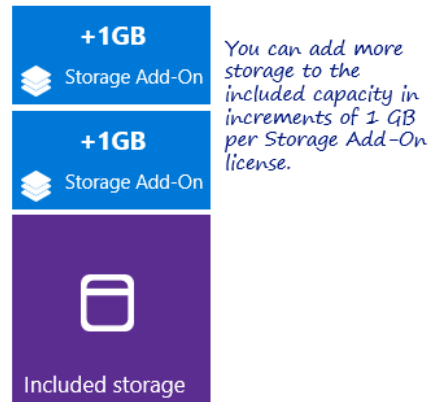 +1GB
Storage Add-On
You can add more
storage to the
included capacity in
increments of 1 GB
per Storage Add-On
license.
+1GB
Storage Add-On
Included storage